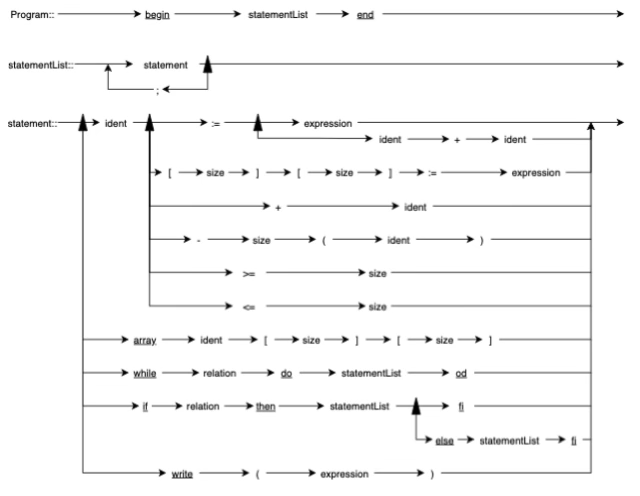 Program:: begin statementList end
statementList:: statement
;
statement:: ident := expression
ident + ident
[ size ] [ size ] := expression
+ ident
- size ( ident )
>= size
<= size
array ident [ size ] [ size ]
while relation do statementList od
if relation then statementList fi
else statementList fi
write ( expression )